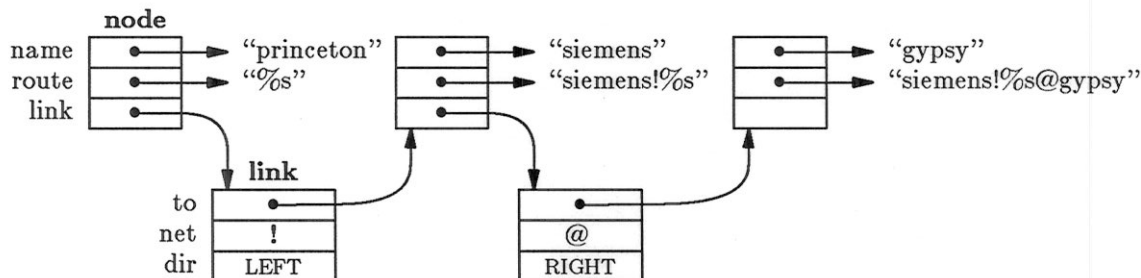 node
name "princeton" "siemens" "gypsy"
route "%s" "siemens!%s" "siemens!%s@gypsy"
link
link
to
net ! @
dir LEFT RIGHT